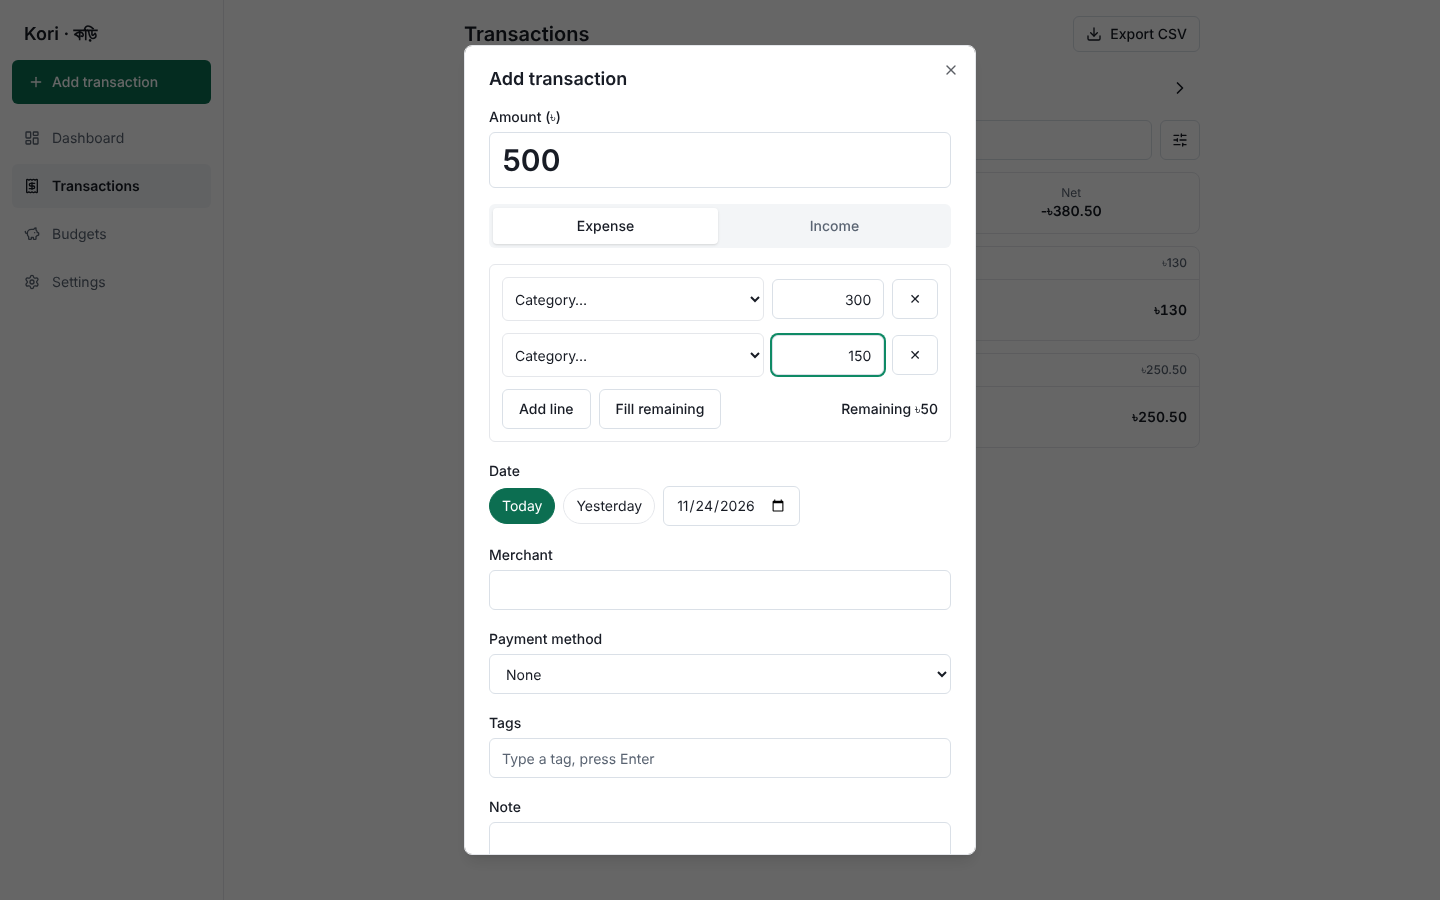 Kori · কড়ি
Add transaction
Dashboard
Transactions
Budgets
Settings
Transactions
Export CSV
Net
-৳380.50
৳130
৳130
৳250.50
৳250.50
Add transaction
Amount (৳)
500
Expense
Income
Category...
300
✕
Category...
150
✕
Add line
Fill remaining
Remaining ৳50
Date
Today
Yesterday
11/24/2026
Merchant
Payment method
None
Tags
Type a tag, press Enter
Note